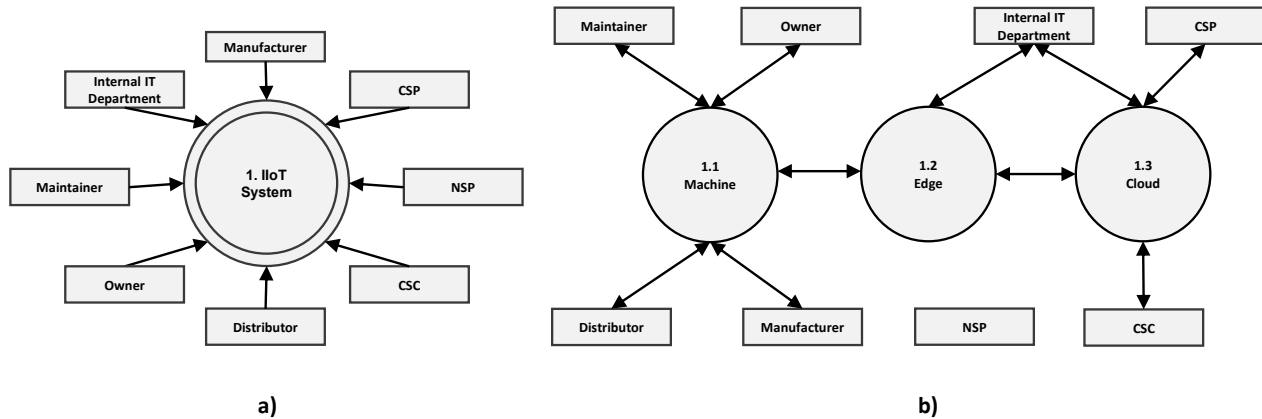 Manufacturer
Internal IT
Department
CSP
1. IIoT
System
Maintainer
NSP
Owner
CSC
Distributor
a)
Maintainer
Owner
Internal IT
Department
CSP
1.1
Machine
1.2
Edge
1.3
Cloud
Distributor
Manufacturer
NSP
CSC
b)